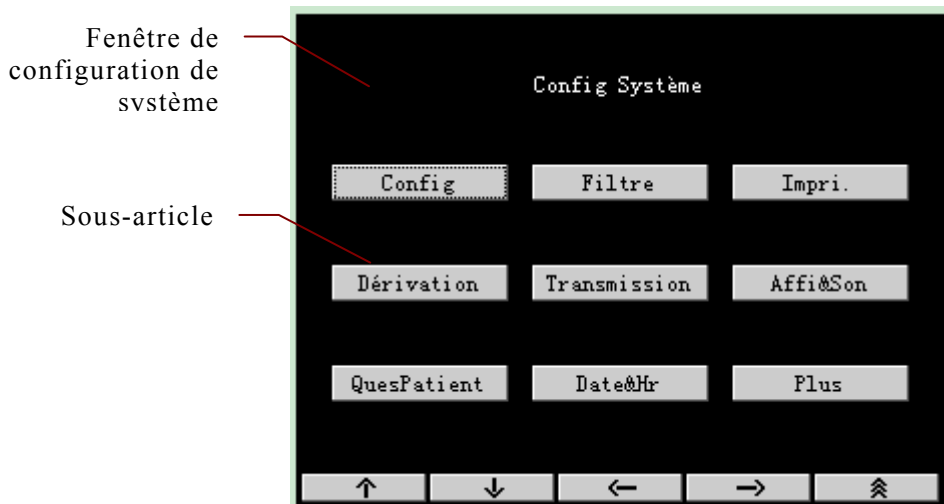 Fenêtre de
configuration de
système
Config Système
Config Filtre Impri.
Sous-article
Dérivation Transmission Affi&Son
QuesPatient Date&Hr Plus
↑ ↓ ← →